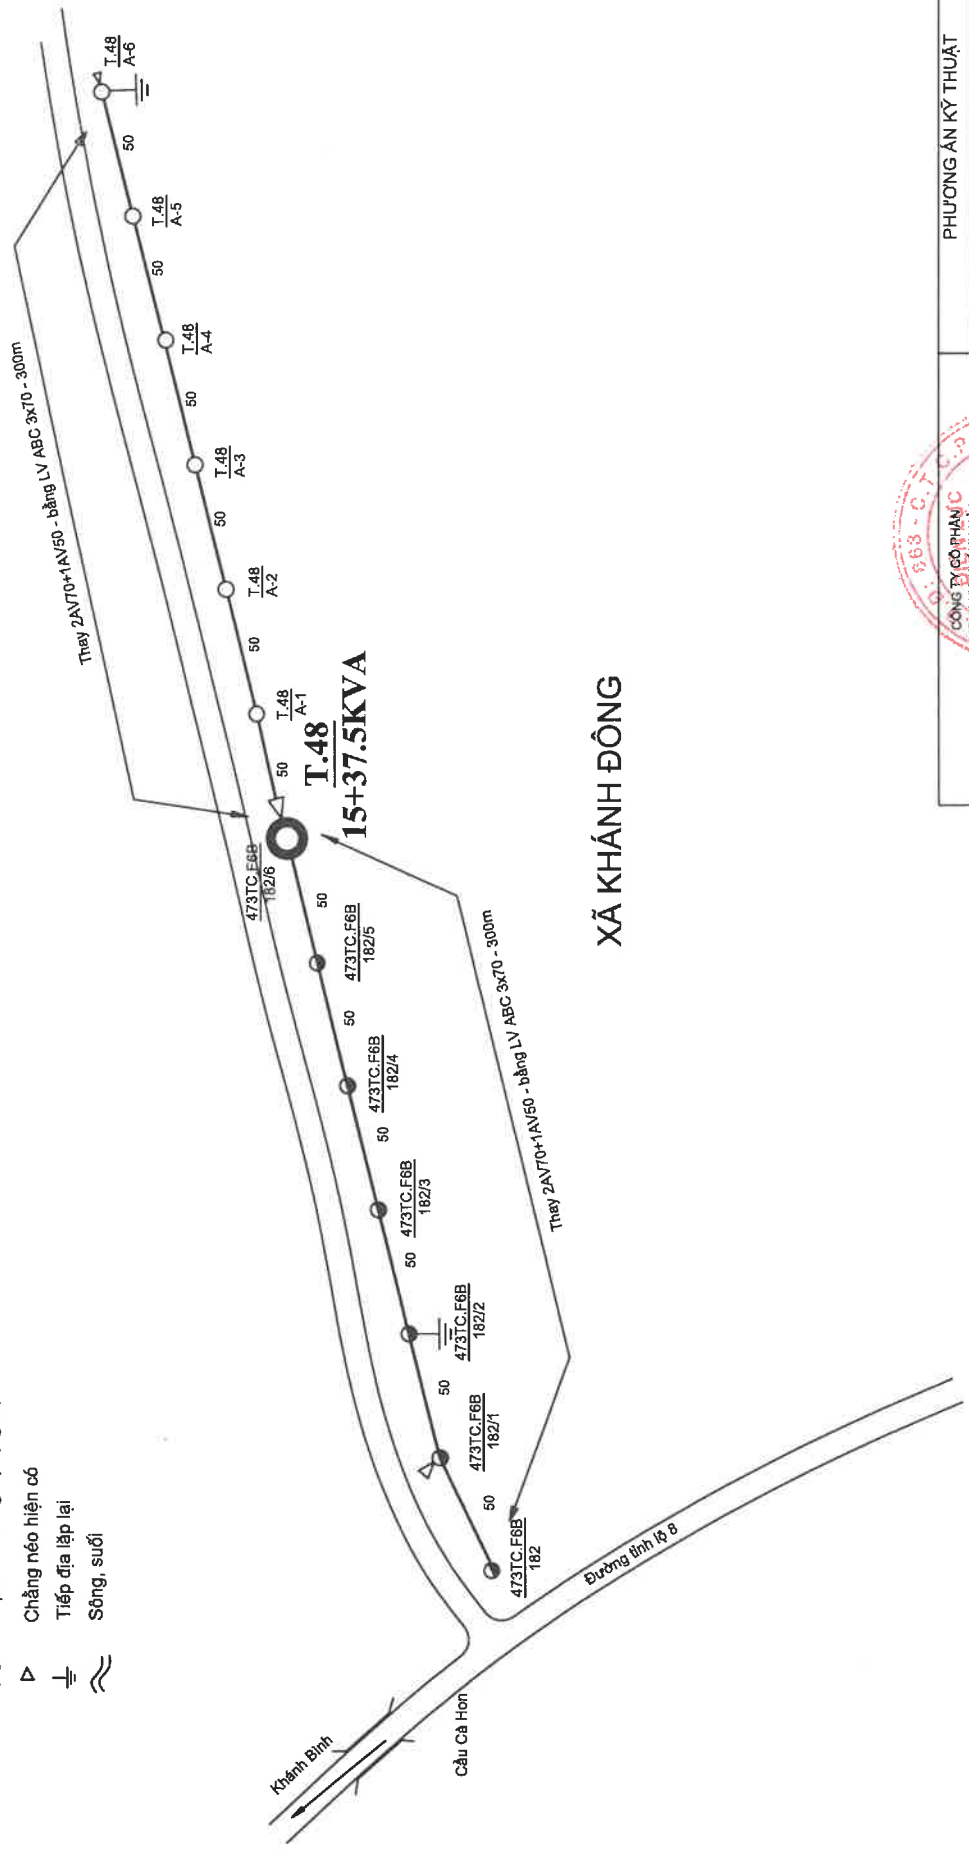 Chằng néo hiện có
Tiếp địa lặp lại
Sông, suối
Thay 2AV70+1AV50 - bằng LV ABC 3x70 - 300m
T.48
A-6
50
T.48
A-5
50
T.48
A-4
50
T.48
A-3
50
T.48
A-2
50
T.48
A-1
50
T.48
15+37.5KVA
473TC.F6B
182/6
50
473TC.F6B
182/5
50
473TC.F6B
182/4
50
473TC.F6B
182/3
50
473TC.F6B
182/2
50
473TC.F6B
182/1
50
473TC.F6B
182
Thay 2AV70+1AV50 - bằng LV ABC 3x70 - 300m
XÃ KHÁNH ĐÔNG
Đường tỉnh lộ 8
Khánh Bình
Cầu Cà Hon
PHƯƠNG ÁN KỸ THUẬT
CÔNG TY CỔ PHẦN